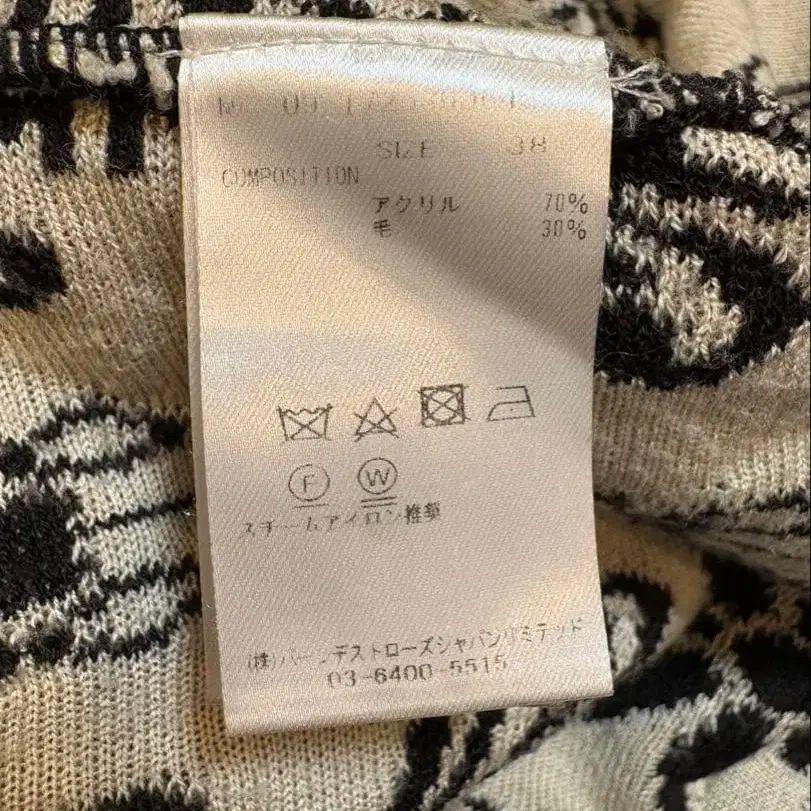 SIZE 38
COMPOSITION
アクリル 70%
毛 30%
F W
スチームアイロン推奨
(株)バーンデストローズジャパンリミテッド
03-6400-5515